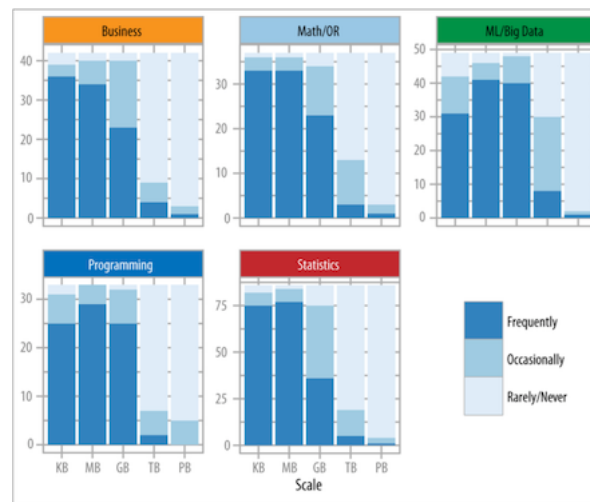 Business
Math/OR
ML/Big Data
40
30
20
10
0
30
20
10
0
50
40
30
20
10
0
Programming
Statistics
30
20
10
0
75
50
25
0
Frequently
Occasionally
Rarely/Never
KB MB GB TB PB
KB MB GB TB PB
Scale